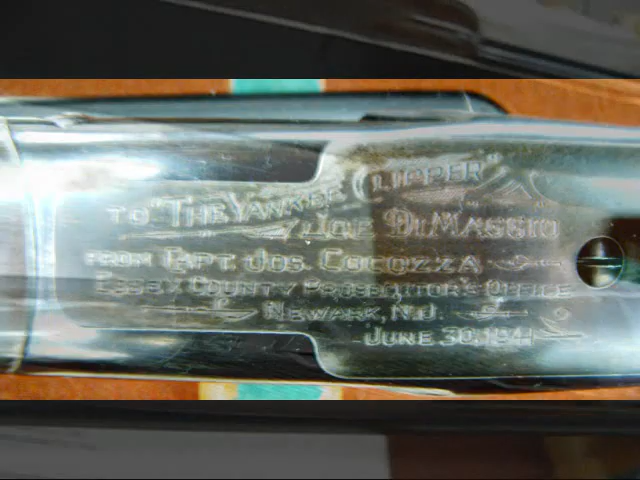 TO "THE YANKEE CLIPPER"
JOE DIMAGGIO
FROM CAPT. JOS. COCOZZA
ESSEX COUNTY PROSECUTOR'S OFFICE
NEWARK, N.J.
JUNE 30, 1941